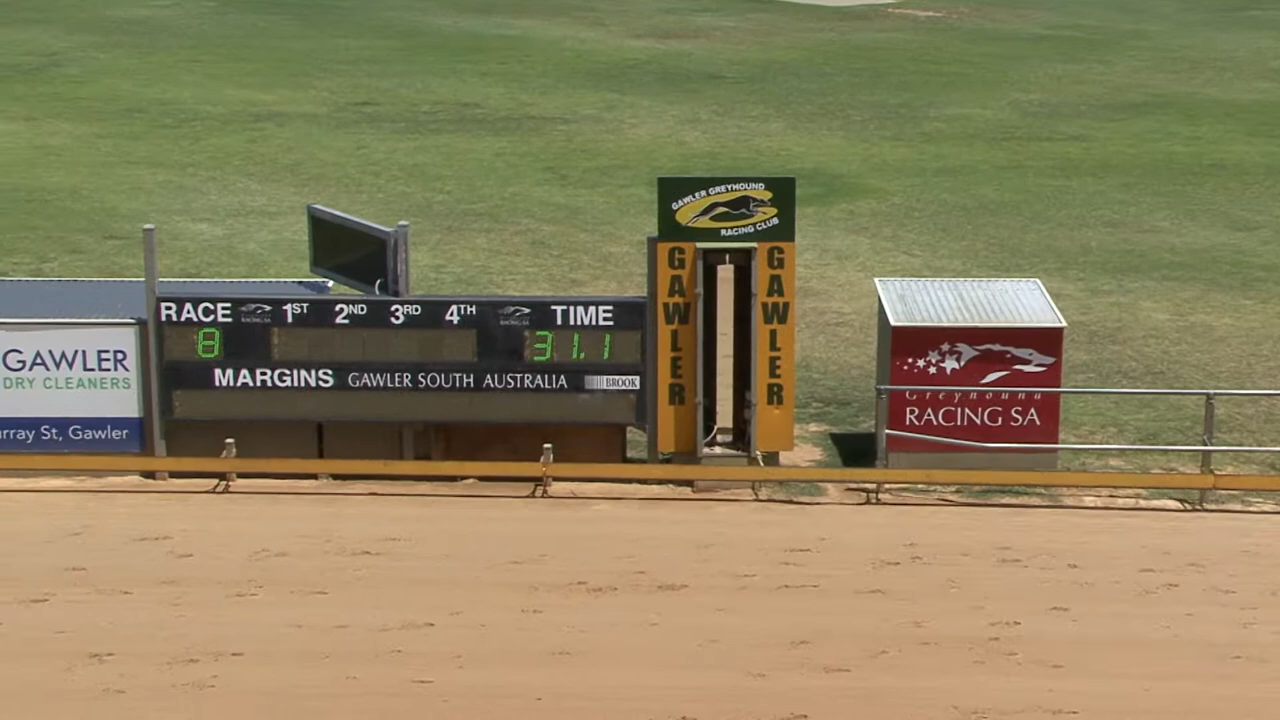 GAWLER
DRY CLEANERS
rray St, Gawler
RACE 1ST 2ND 3RD 4TH TIME
8 31.1
MARGINS GAWLER SOUTH AUSTRALIA BROOK
GAWLER GREYHOUND
RACING CLUB
GAWLER
GAWLER
Greyhound
RACING SA